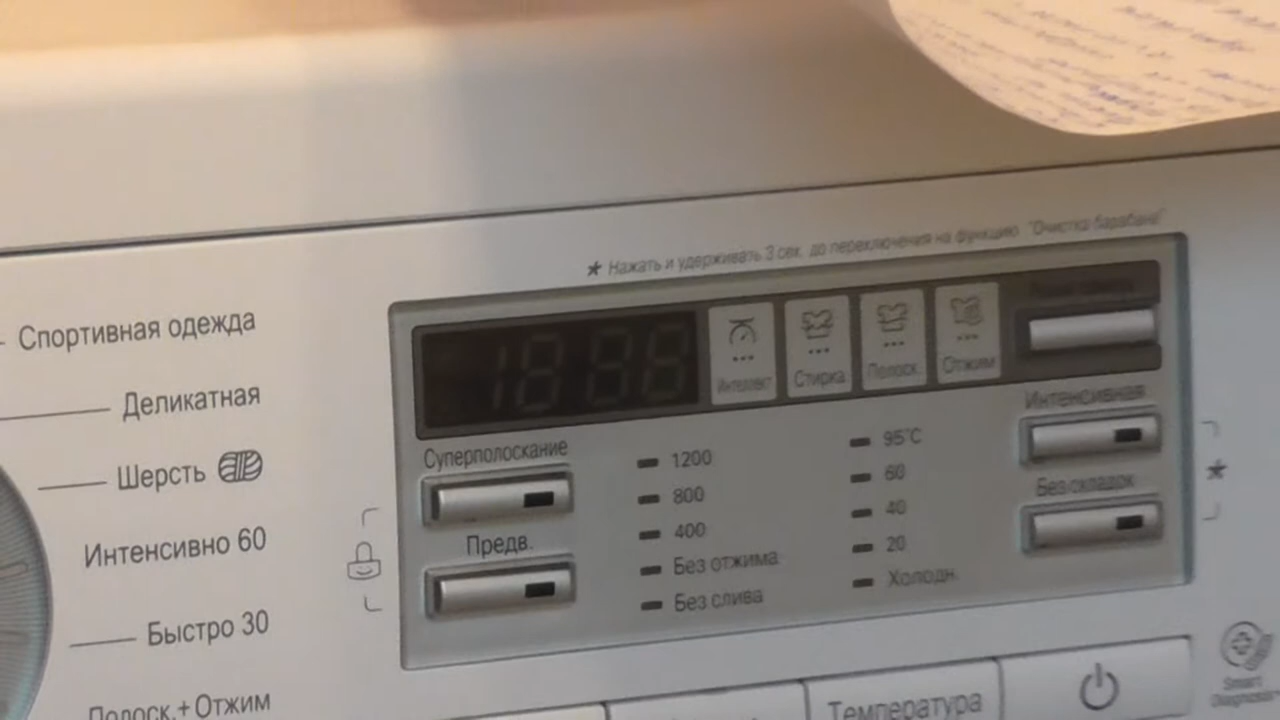 * Нажать и удерживать 3 сек. до переключения на функцию "Очистка барабана"
Спортивная одежда
Деликатная
Шерсть
Интенсивно 60
Быстро 30
Полоск.+Отжим
18:88
Интеллект
Стирка
Полоск.
Отжим
Суперполоскание
Предв.
1200
800
400
Без отжима
Без слива
95°C
60
40
20
Холодн.
Интенсивная
Без складок
*
Температура
Smart
Diagnosis